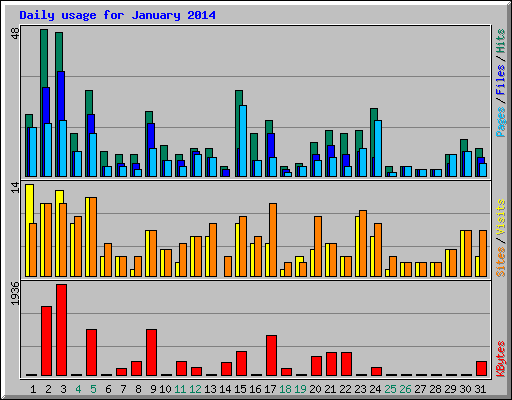 Daily usage for January 2014
48
Pages / Files / Hits
14
Sites / Visits
1936
KBytes
1 2 3 4 5 6 7 8 9 10 11 12 13 14 15 16 17 18 19 20 21 22 23 24 25 26 27 28 29 30 31